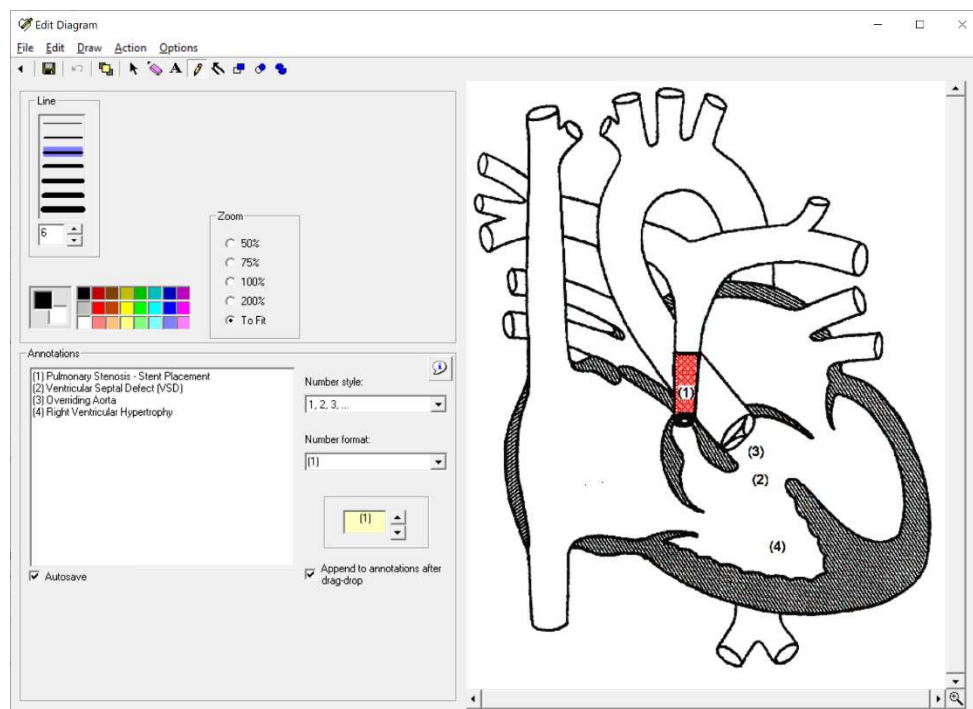 Edit Diagram
File Edit Draw Action Options
A
Line
6
Zoom
50%
75%
100%
200%
To Fit
Annotations
(1) Pulmonary Stenosis - Stent Placement
(2) Ventricular Septal Defect (VSD)
(3) Overriding Aorta
(4) Right Ventricular Hypertrophy
Number style:
1, 2, 3, ...
Number format:
(1)
(1)
Autosave
Append to annotations after
drag-drop
(1)
(3)
(2)
(4)